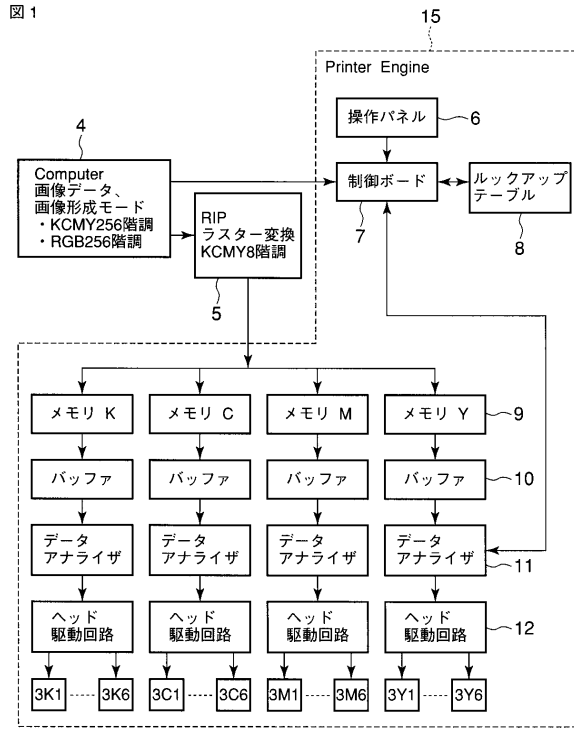 図1
15
Printer Engine
操作パネル
6
4
Computer
画像データ、
画像形成モード
・KCMY256階調
・RGB256階調
制御ボード
7
ルックアップ
テーブル
8
RIP
ラスター変換
KCMY8階調
5
メモリ K
メモリ C
メモリ M
メモリ Y
9
バッファ
バッファ
バッファ
バッファ
10
データ
アナライザ
データ
アナライザ
データ
アナライザ
データ
アナライザ
11
ヘッド
駆動回路
ヘッド
駆動回路
ヘッド
駆動回路
ヘッド
駆動回路
12
3K1
3K6
3C1
3C6
3M1
3M6
3Y1
3Y6